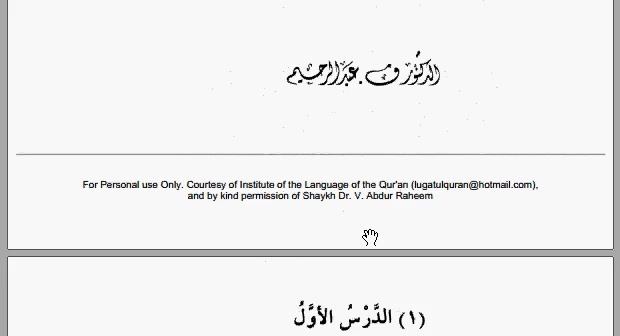 الدكتور ف. عبد الرحيم
For Personal use Only. Courtesy of Institute of the Language of the Qur'an (lugatulquran@hotmail.com),
and by kind permission of Shaykh Dr. V. Abdur Raheem
(١) الدَّرْسُ الأَوَّلُ